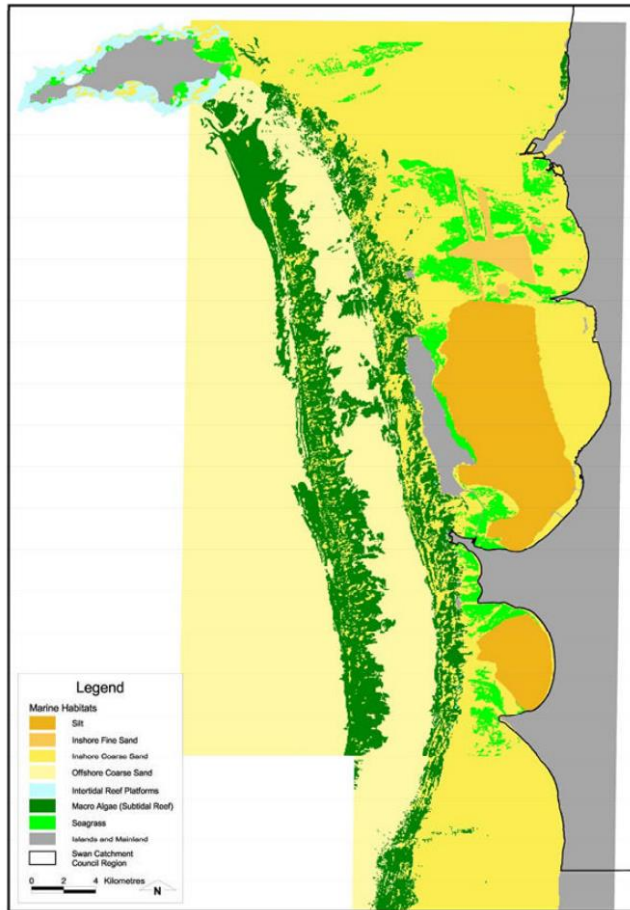 Legend
Marine Habitats
Silt
Inshore Fine Sand
Inshore Coarse Sand
Offshore Coarse Sand
Intertidal Reef Platforms
Macro Algae (Subtidal Reef)
Seagrass
Islands and Mainland
Swan Catchment
Council Region
0 2 4 Kilometres
N